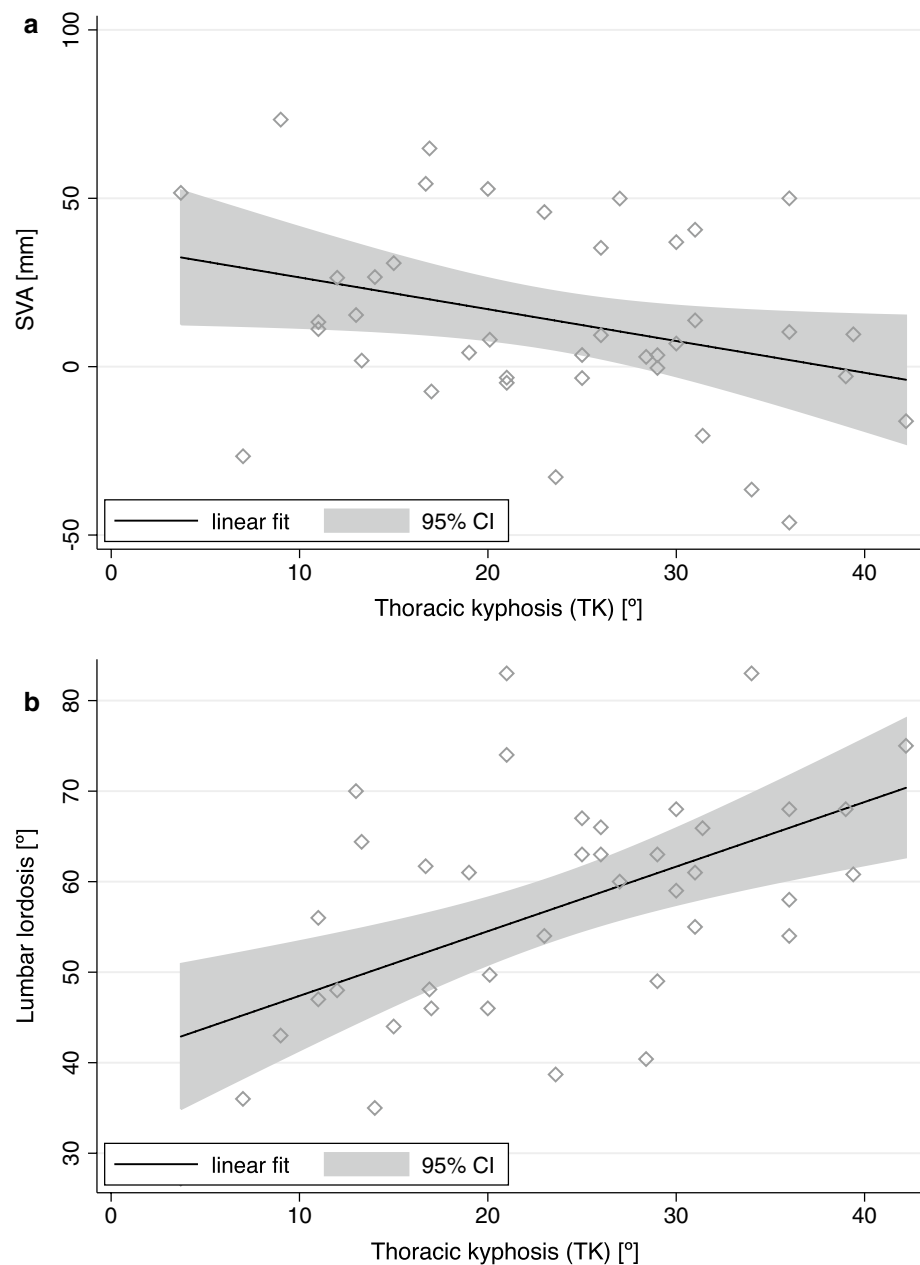 a
100
50
0
-50
SVA [mm]
linear fit 95% CI
0 10 20 30 40
Thoracic kyphosis (TK) [º]
b
80
70
60
50
40
30
Lumbar lordosis [º]
linear fit 95% CI
0 10 20 30 40
Thoracic kyphosis (TK) [º]